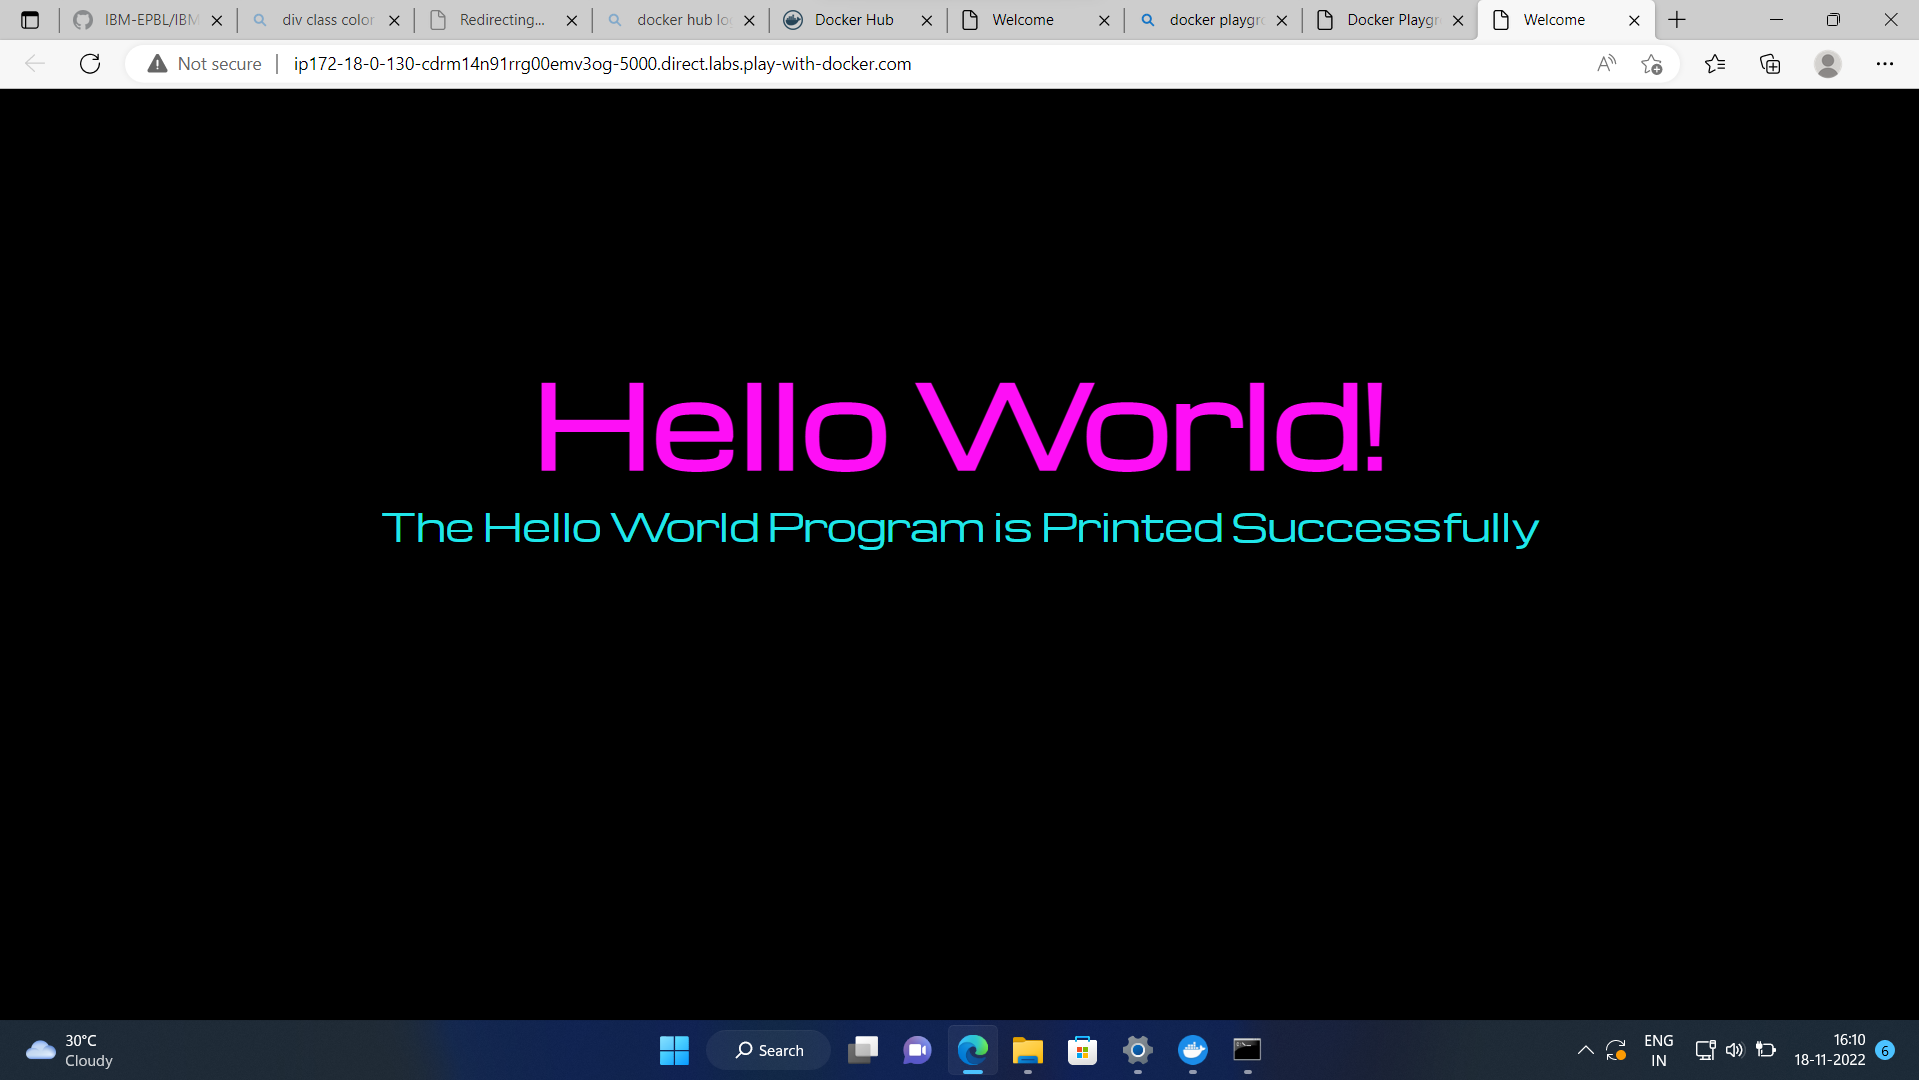 IBM-EPBL/IBM
div class color
Redirecting...
docker hub lo
Docker Hub
Welcome
docker playgr
Docker Playgr
Welcome
Not secure
ip172-18-0-130-cdrm14n91rrg00emv3og-5000.direct.labs.play-with-docker.com
Hello World!
The Hello World Program is Printed Successfully
30°C
Cloudy
Search
ENG
IN
16:10
18-11-2022
6